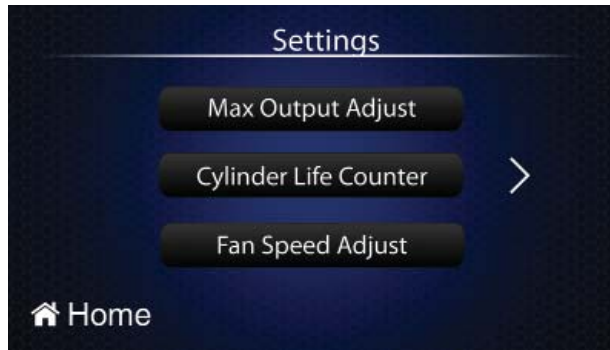 Settings
Max Output Adjust
Cylinder Life Counter
Fan Speed Adjust
Home